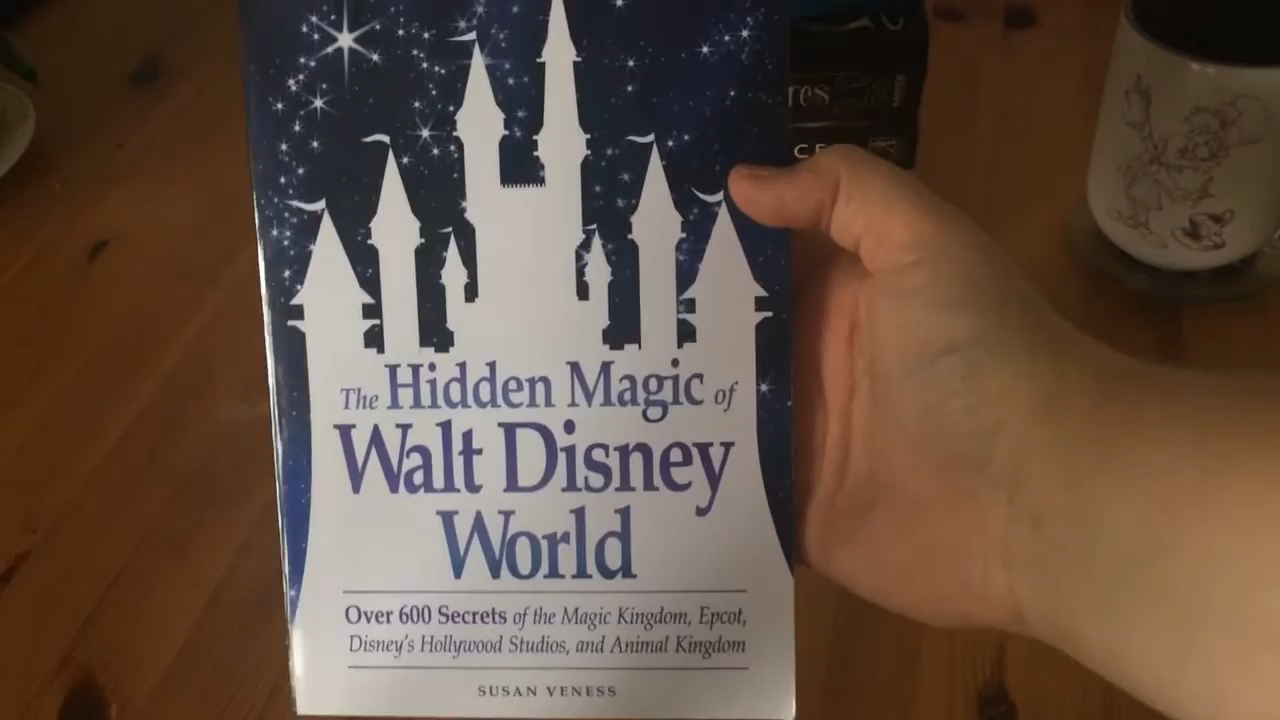 The Hidden Magic of
Walt Disney
World
Over 600 Secrets of the Magic Kingdom, Epcot,
Disney's Hollywood Studios, and Animal Kingdom
SUSAN VENESS